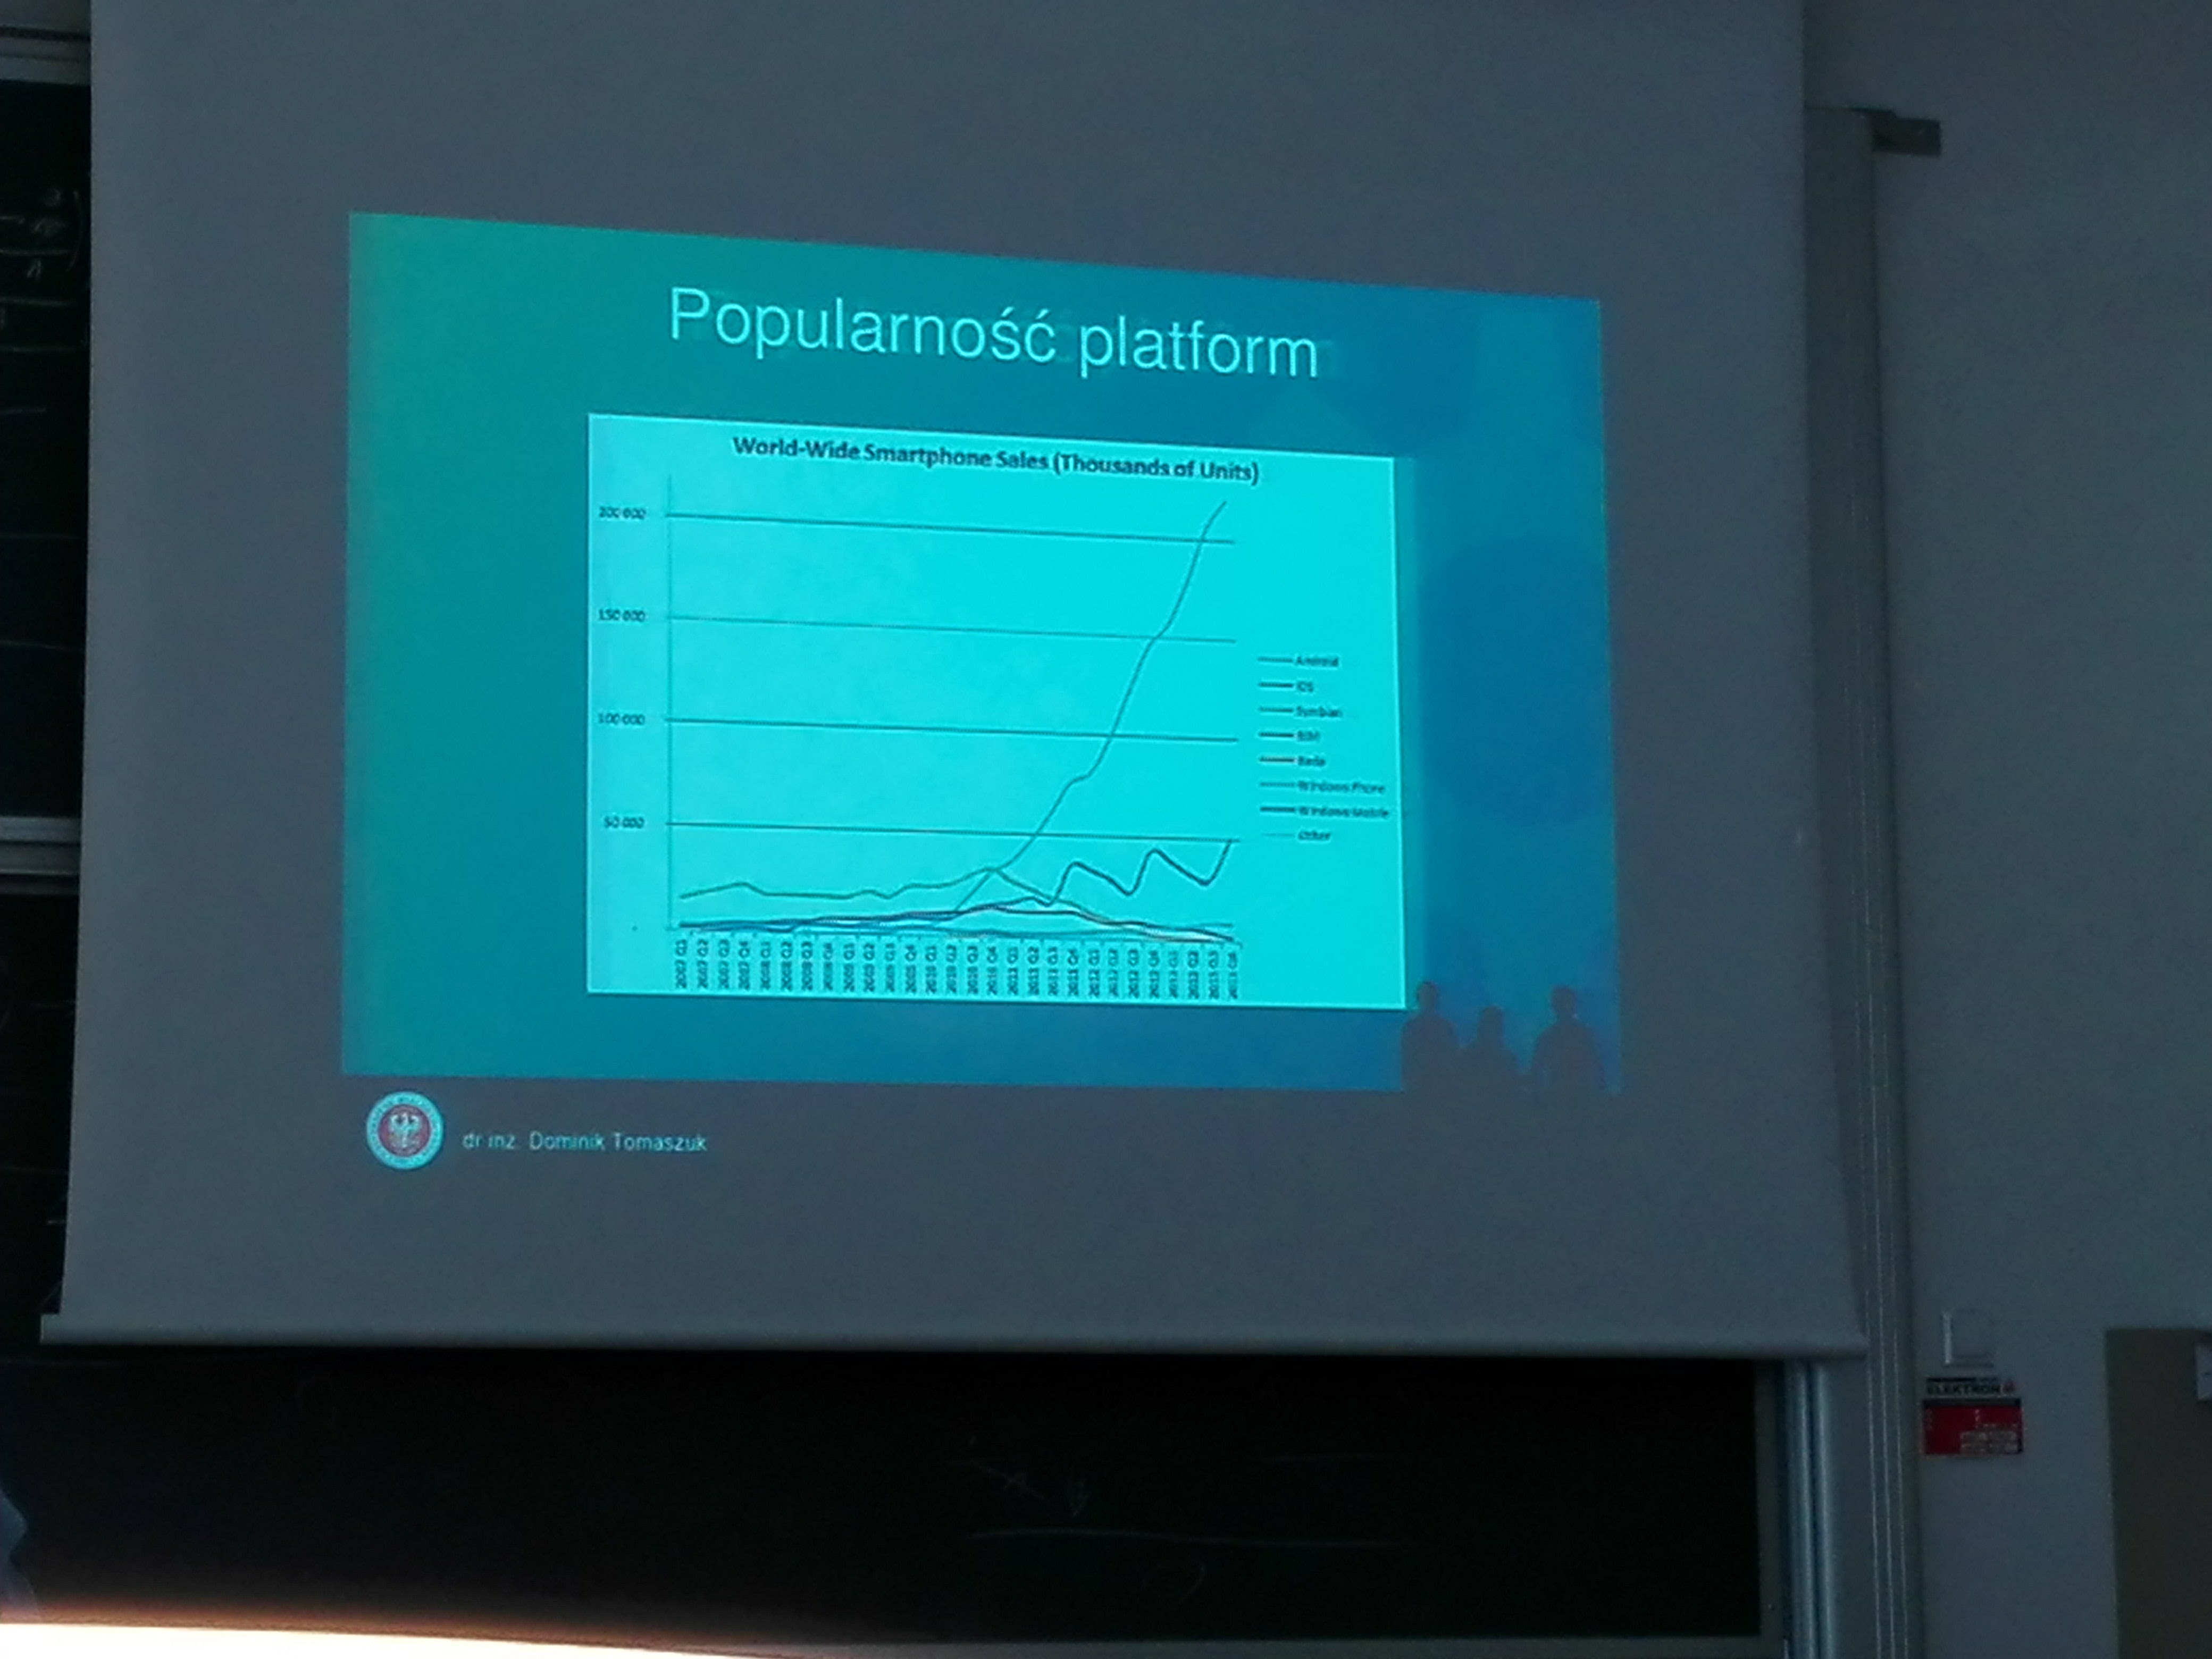 Popularność platform
World-Wide Smartphone Sales (Thousands of Units)
200 000
150 000
100 000
50 000
-
Android
iOS
Symbian
RIM
Bada
Windows Phone
Windows Mobile
Other
2007 Q1
2007 Q2
2007 Q3
2007 Q4
2008 Q1
2008 Q2
2008 Q3
2008 Q4
2009 Q1
2009 Q2
2009 Q3
2009 Q4
2010 Q1
2010 Q2
2010 Q3
2010 Q4
2011 Q1
2011 Q2
2011 Q3
2011 Q4
2012 Q1
2012 Q2
2012 Q3
2012 Q4
2013 Q1
2013 Q2
2013 Q3
2013 Q4
dr inż. Dominik Tomaszuk
ELEKTRON